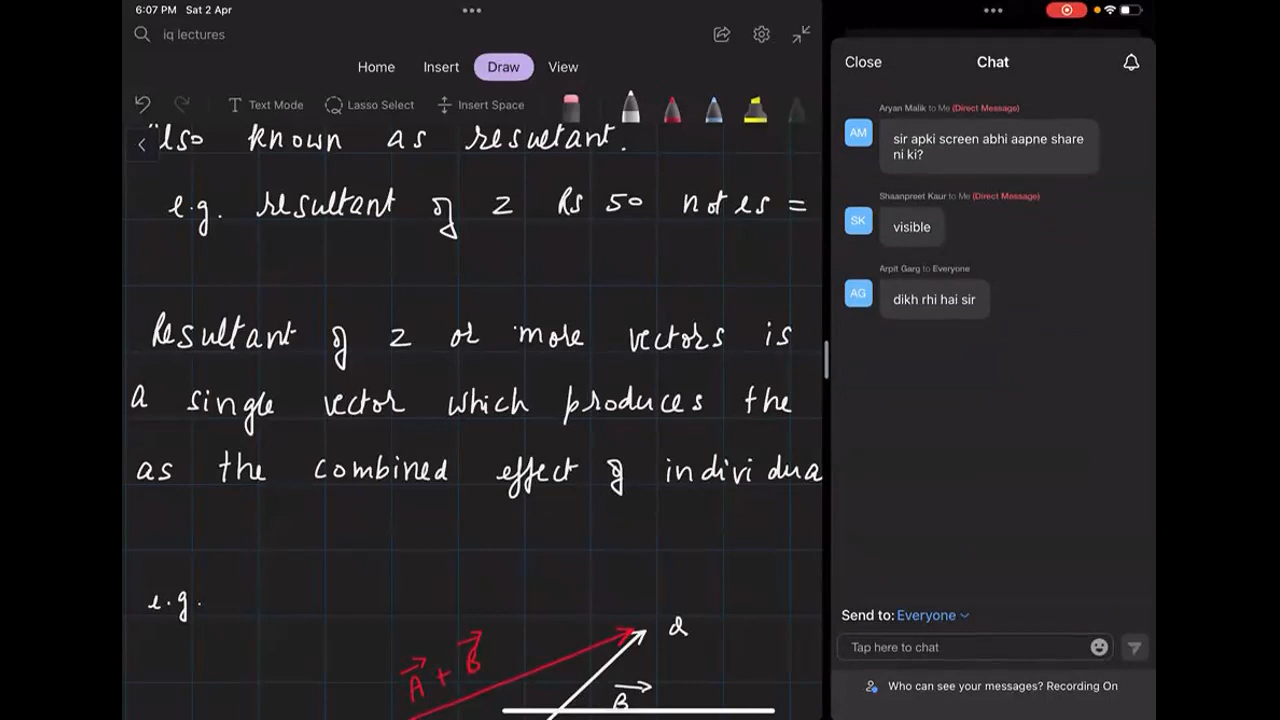 6:07 PM Sat 2 Apr
iq lectures
Home Insert Draw View
Text Mode Lasso Select Insert Space
also known as resultant.
e.g. resultant of 2 Rs 50 notes =
Resultant of 2 or more vectors is
a single vector which produces the
as the combined effect of individua
e.g.
A + B
B
Close Chat
Aryan Malik to Me (Direct Message)
AM
sir apki screen abhi aapne share
ni ki?
Shaanpreet Kaur to Me (Direct Message)
SK
visible
Arpit Garg to Everyone
AG
dikh rhi hai sir
Send to: Everyone
Tap here to chat
Who can see your messages? Recording On